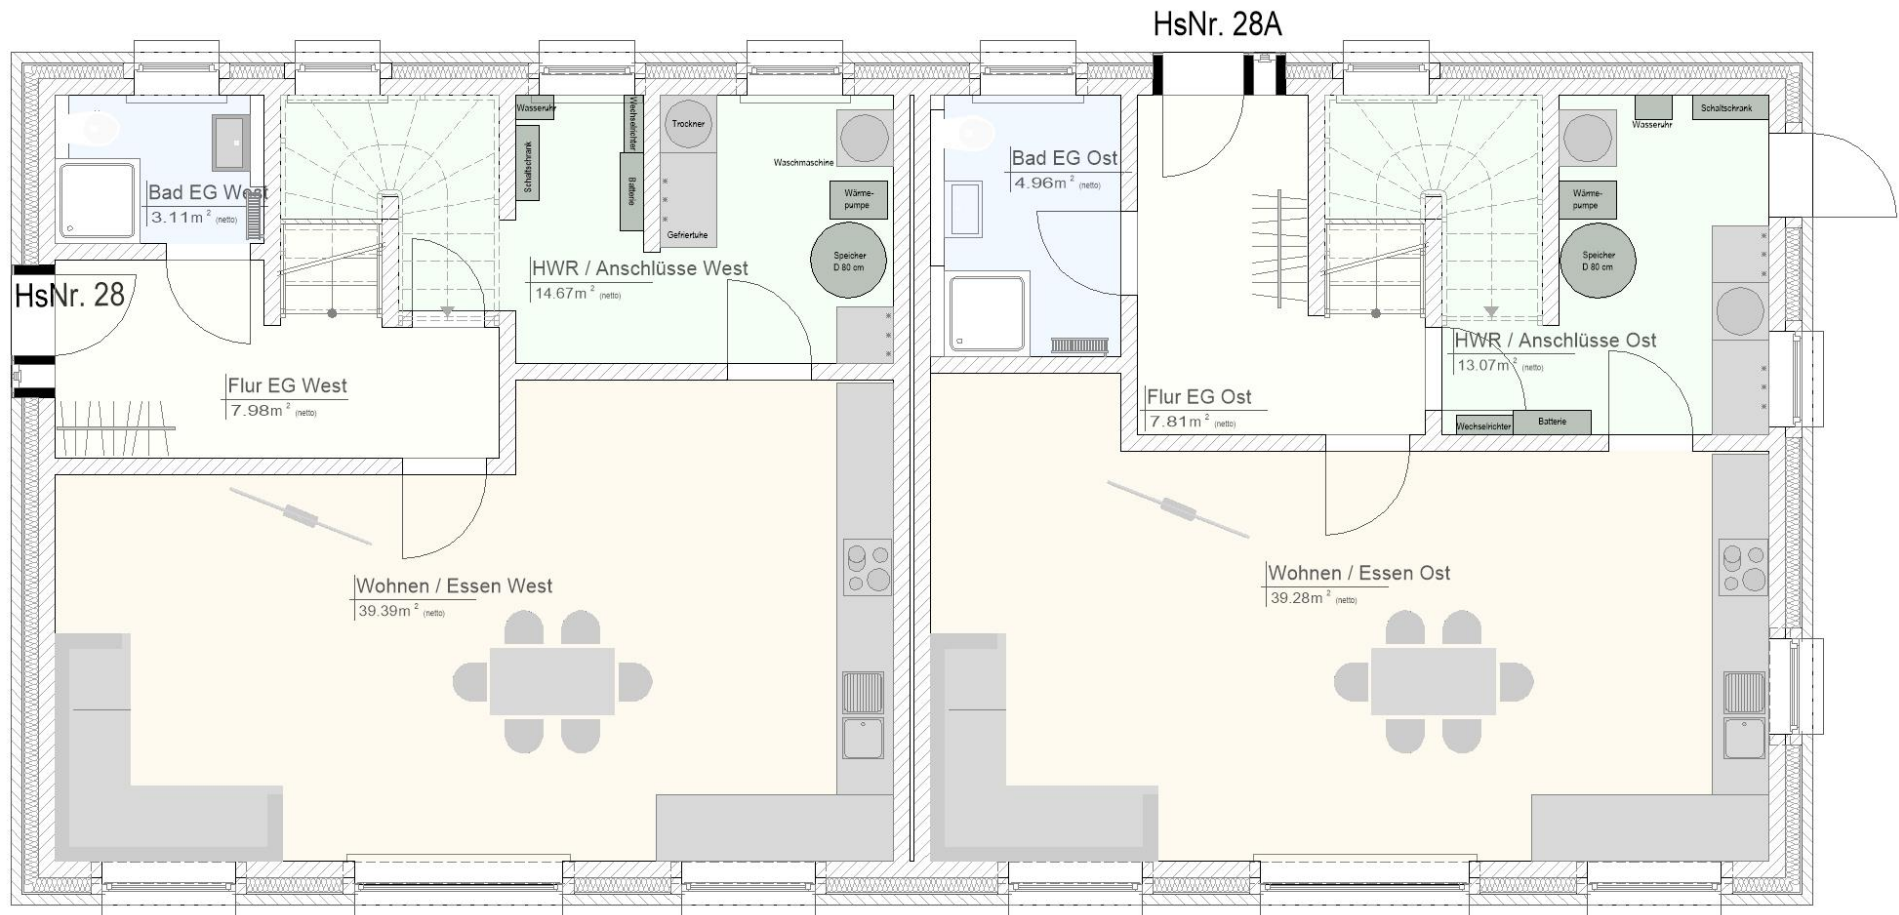 HsNr. 28A
Wasseruhr
Wechselrichter
Schaltschrank
Batterie
Trockner
Gefriertruhe
Waschmaschine
Wärme-
pumpe
Speicher
D 80 cm
Bad EG West
3.11m² (netto)
HWR / Anschlüsse West
14.67m² (netto)
HsNr. 28
Flur EG West
7.98m² (netto)
Wohnen / Essen West
39.39m² (netto)
Bad EG Ost
4.96m² (netto)
Wasseruhr
Schaltschrank
Wärme-
pumpe
Speicher
D 80 cm
HWR / Anschlüsse Ost
13.07m² (netto)
Flur EG Ost
7.81m² (netto)
Wechselrichter
Batterie
Wohnen / Essen Ost
39.28m² (netto)